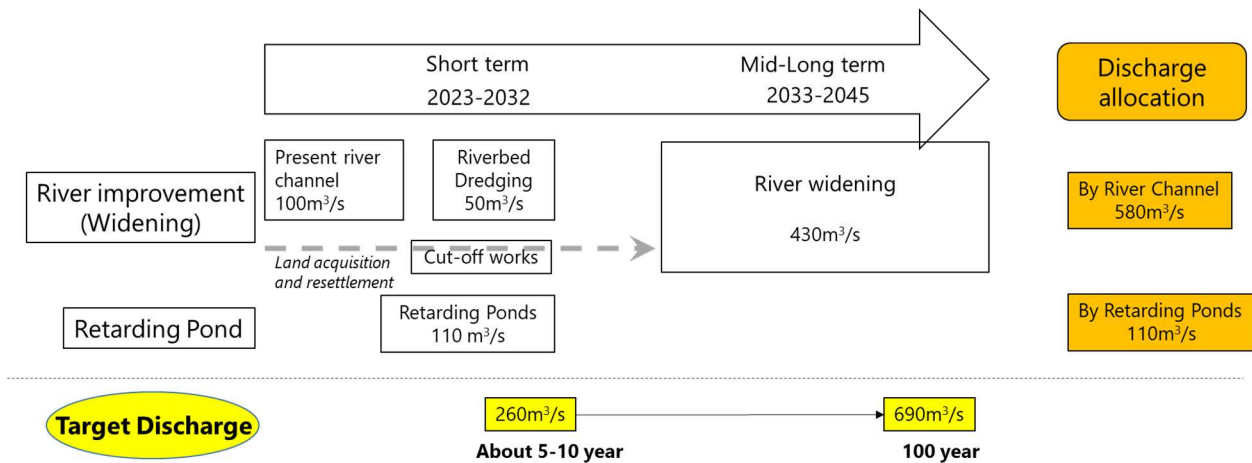 Short term
2023-2032
Mid-Long term
2033-2045
Discharge
allocation
River improvement
(Widening)
Present river
channel
100m³/s
Riverbed
Dredging
50m³/s
River widening
430m³/s
By River Channel
580m³/s
Land acquisition
and resettlement
Cut-off works
Retarding Pond
Retarding Ponds
110 m³/s
By Retarding Ponds
110m³/s
Target Discharge
260m³/s
690m³/s
About 5-10 year
100 year